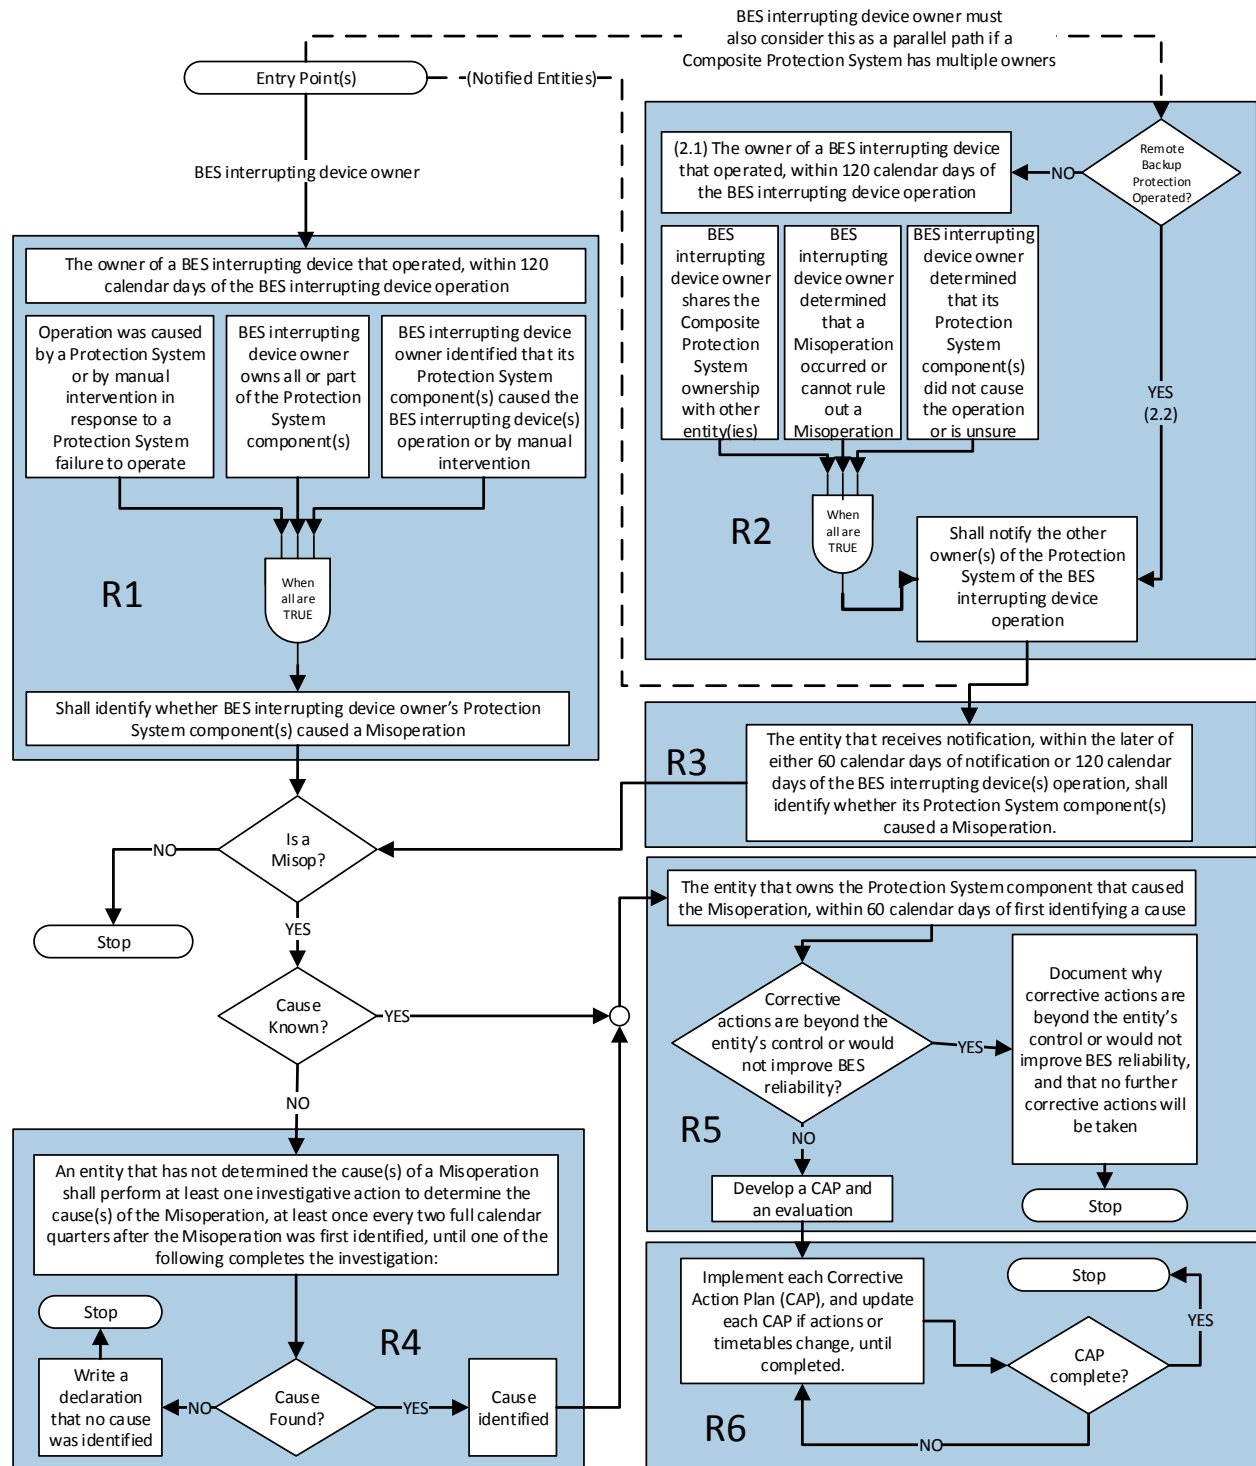 BES interrupting device owner must
also consider this as a parallel path if a
Composite Protection System has multiple owners
Entry Point(s)
(Notified Entities)
BES interrupting device owner
The owner of a BES interrupting device that operated, within 120
calendar days of the BES interrupting device operation
Operation was caused
by a Protection System
or by manual
intervention in
response to a
Protection System
failure to operate
BES interrupting
device owner
owns all or part
of the Protection
System
component(s)
BES interrupting device
owner identified that its
Protection System
component(s) caused the
BES interrupting device(s)
operation or by manual
intervention
When
all are
TRUE
R1
Shall identify whether BES interrupting device owner’s Protection
System component(s) caused a Misoperation
(2.1) The owner of a BES interrupting device
that operated, within 120 calendar days of
the BES interrupting device operation
NO
Remote
Backup
Protection
Operated?
BES
interrupting
device owner
shares the
Composite
Protection
System
ownership
with other
entity(ies)
BES
interrupting
device owner
determined
that a
Misoperation
occurred or
cannot rule
out a
Misoperation
BES interrupting
device owner
determined
that its
Protection
System
component(s)
did not cause
the operation
or is unsure
YES
(2.2)
When
all are
TRUE
R2
Shall notify the other
owner(s) of the Protection
System of the BES
interrupting device
operation
R3
The entity that receives notification, within the later of
either 60 calendar days of notification or 120 calendar
days of the BES interrupting device(s) operation, shall
identify whether its Protection System component(s)
caused a Misoperation.
Is a
Misop?
NO
Stop
YES
Cause
Known?
YES
NO
The entity that owns the Protection System component that caused
the Misoperation, within 60 calendar days of first identifying a cause
Corrective
actions are beyond the
entity’s control or would
not improve BES
reliability?
YES
Document why
corrective actions are
beyond the entity’s
control or would not
improve BES reliability,
and that no further
corrective actions will
be taken
Stop
R5
NO
Develop a CAP and
an evaluation
An entity that has not determined the cause(s) of a Misoperation
shall perform at least one investigative action to determine the
cause(s) of the Misoperation, at least once every two full calendar
quarters after the Misoperation was first identified, until one of the
following completes the investigation:
Stop
R4
Write a
declaration
that no cause
was identified
NO
Cause
Found?
YES
Cause
identified
Implement each Corrective
Action Plan (CAP), and update
each CAP if actions or
timetables change, until
completed.
Stop
YES
CAP
complete?
NO
R6